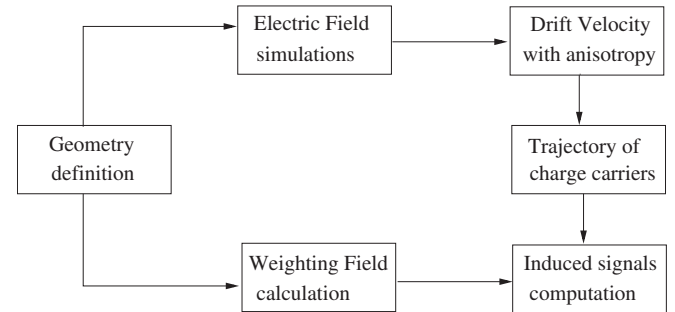 Electric Field
simulations
Drift Velocity
with anisotropy
Geometry
definition
Trajectory of
charge carriers
Weighting Field
calculation
Induced signals
computation